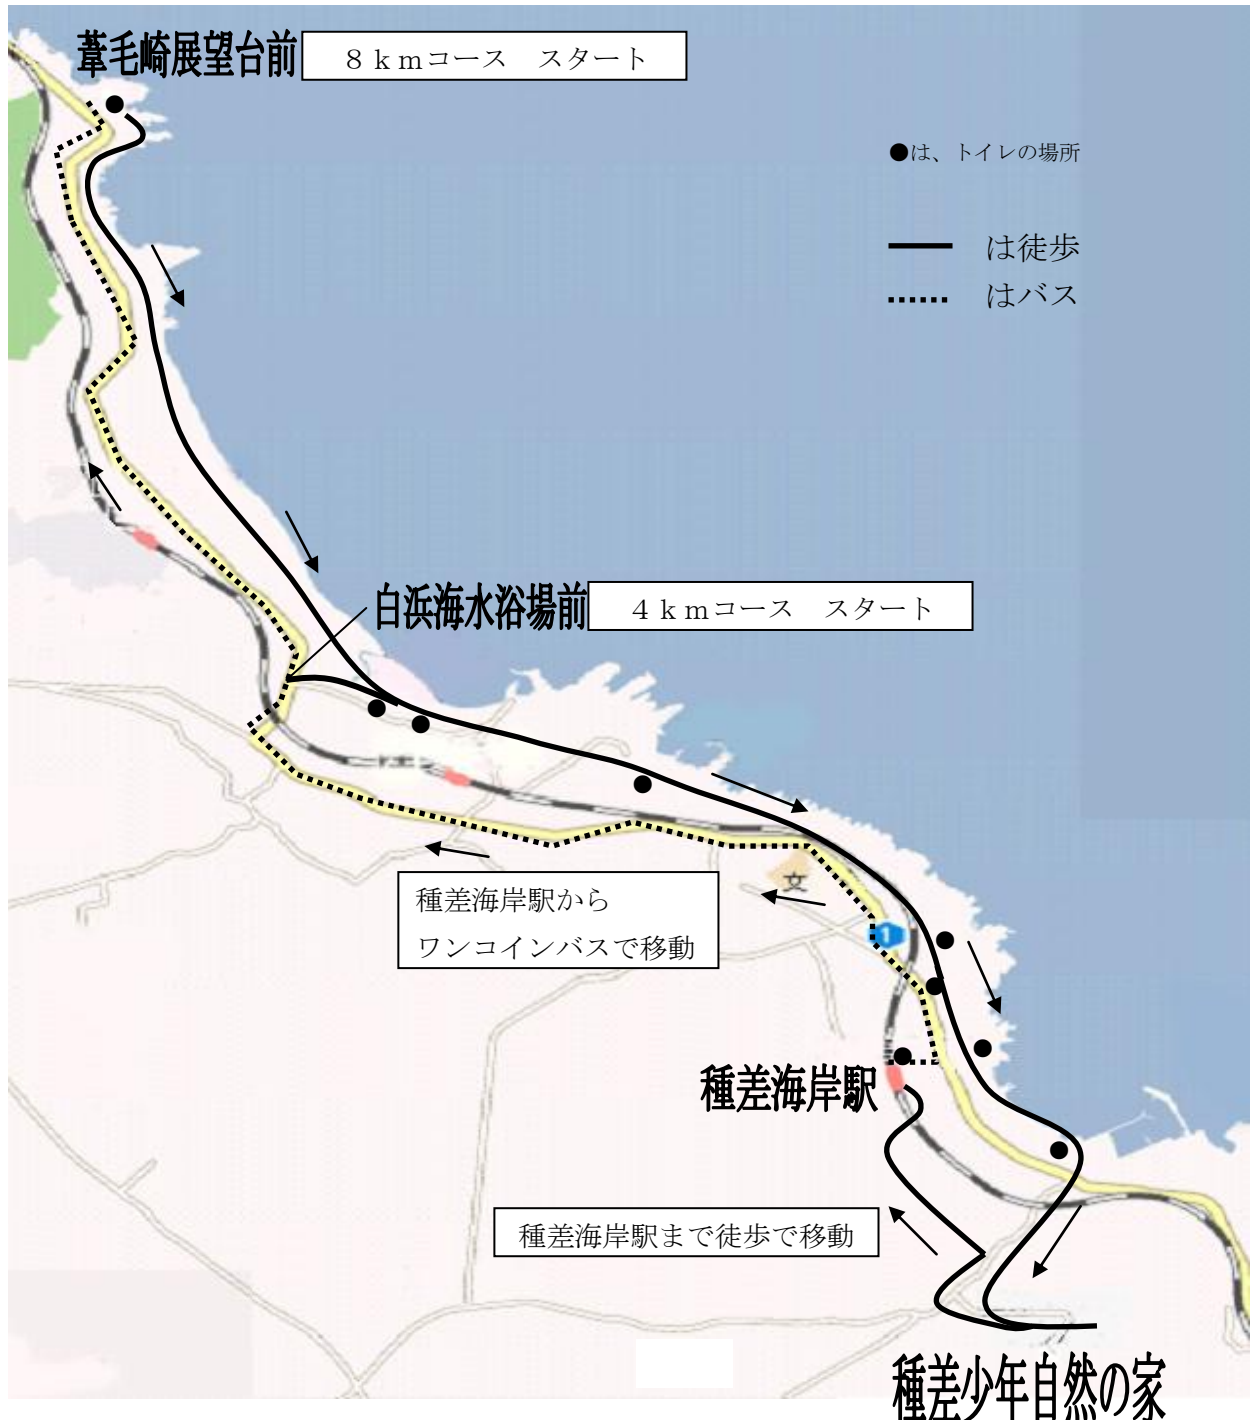 葦毛崎展望台前
８ｋｍコース　スタート
●は、トイレの場所
は徒歩
はバス
白浜海水浴場前
４ｋｍコース　スタート
文
種差海岸駅から
ワンコインバスで移動
1
種差海岸駅
種差海岸駅まで徒歩で移動
種差少年自然の家